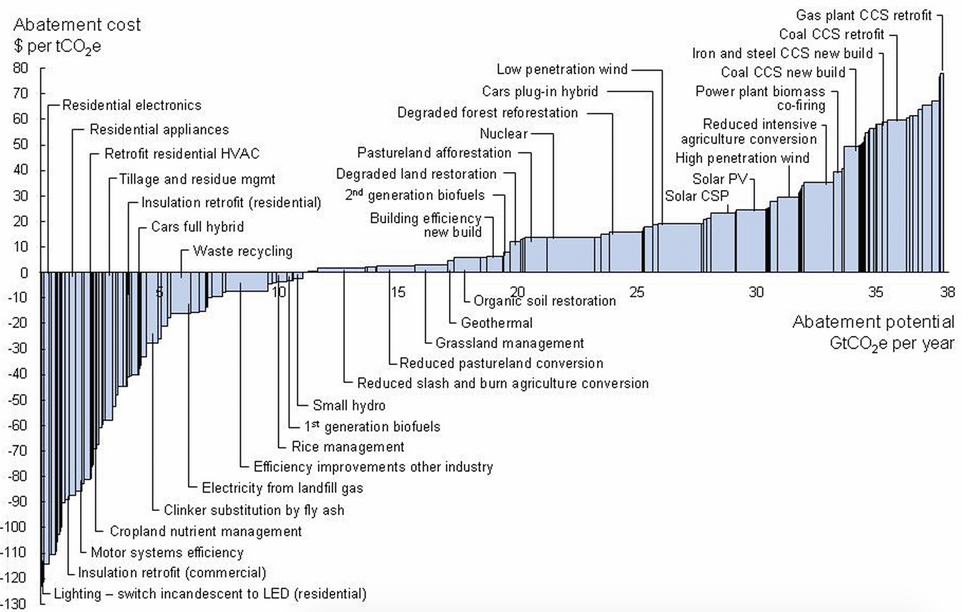 Abatement cost
$ per tCO2e
80
70
60
50
40
30
20
10
0
-10
-20
-30
-40
-50
-60
-70
-80
-90
-100
-110
-120
-130
Gas plant CCS retrofit
Coal CCS retrofit
Iron and steel CCS new build
Coal CCS new build
Power plant biomass
co-firing
Reduced intensive
agriculture conversion
High penetration wind
Solar PV
Solar CSP
Low penetration wind
Cars plug-in hybrid
Degraded forest reforestation
Nuclear
Pastureland afforestation
Degraded land restoration
2nd generation biofuels
Building efficiency
new build
Residential electronics
Residential appliances
Retrofit residential HVAC
Tillage and residue mgmt
Insulation retrofit (residential)
Cars full hybrid
Waste recycling
5
10
15
20
25
30
35
38
Abatement potential
GtCO2e per year
Organic soil restoration
Geothermal
Grassland management
Reduced pastureland conversion
Reduced slash and burn agriculture conversion
Small hydro
1st generation biofuels
Rice management
Efficiency improvements other industry
Electricity from landfill gas
Clinker substitution by fly ash
Cropland nutrient management
Motor systems efficiency
Insulation retrofit (commercial)
Lighting – switch incandescent to LED (residential)